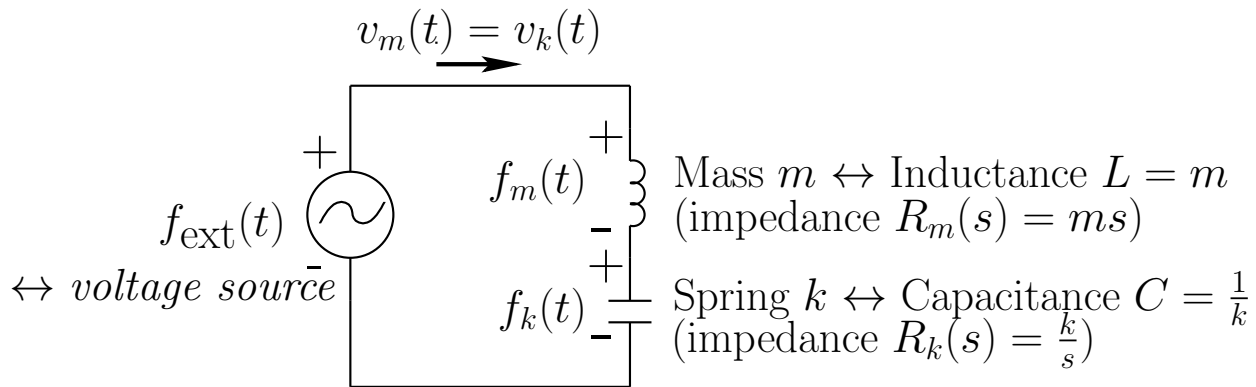 v_m(t) = v_k(t)
+
+
f_m(t)
Mass m ↔ Inductance L = m
(impedance R_m(s) = ms)
f_ext(t)
-
-
+
↔ voltage source
f_k(t)
Spring k ↔ Capacitance C = 1/k
(impedance R_k(s) = k/s)
-